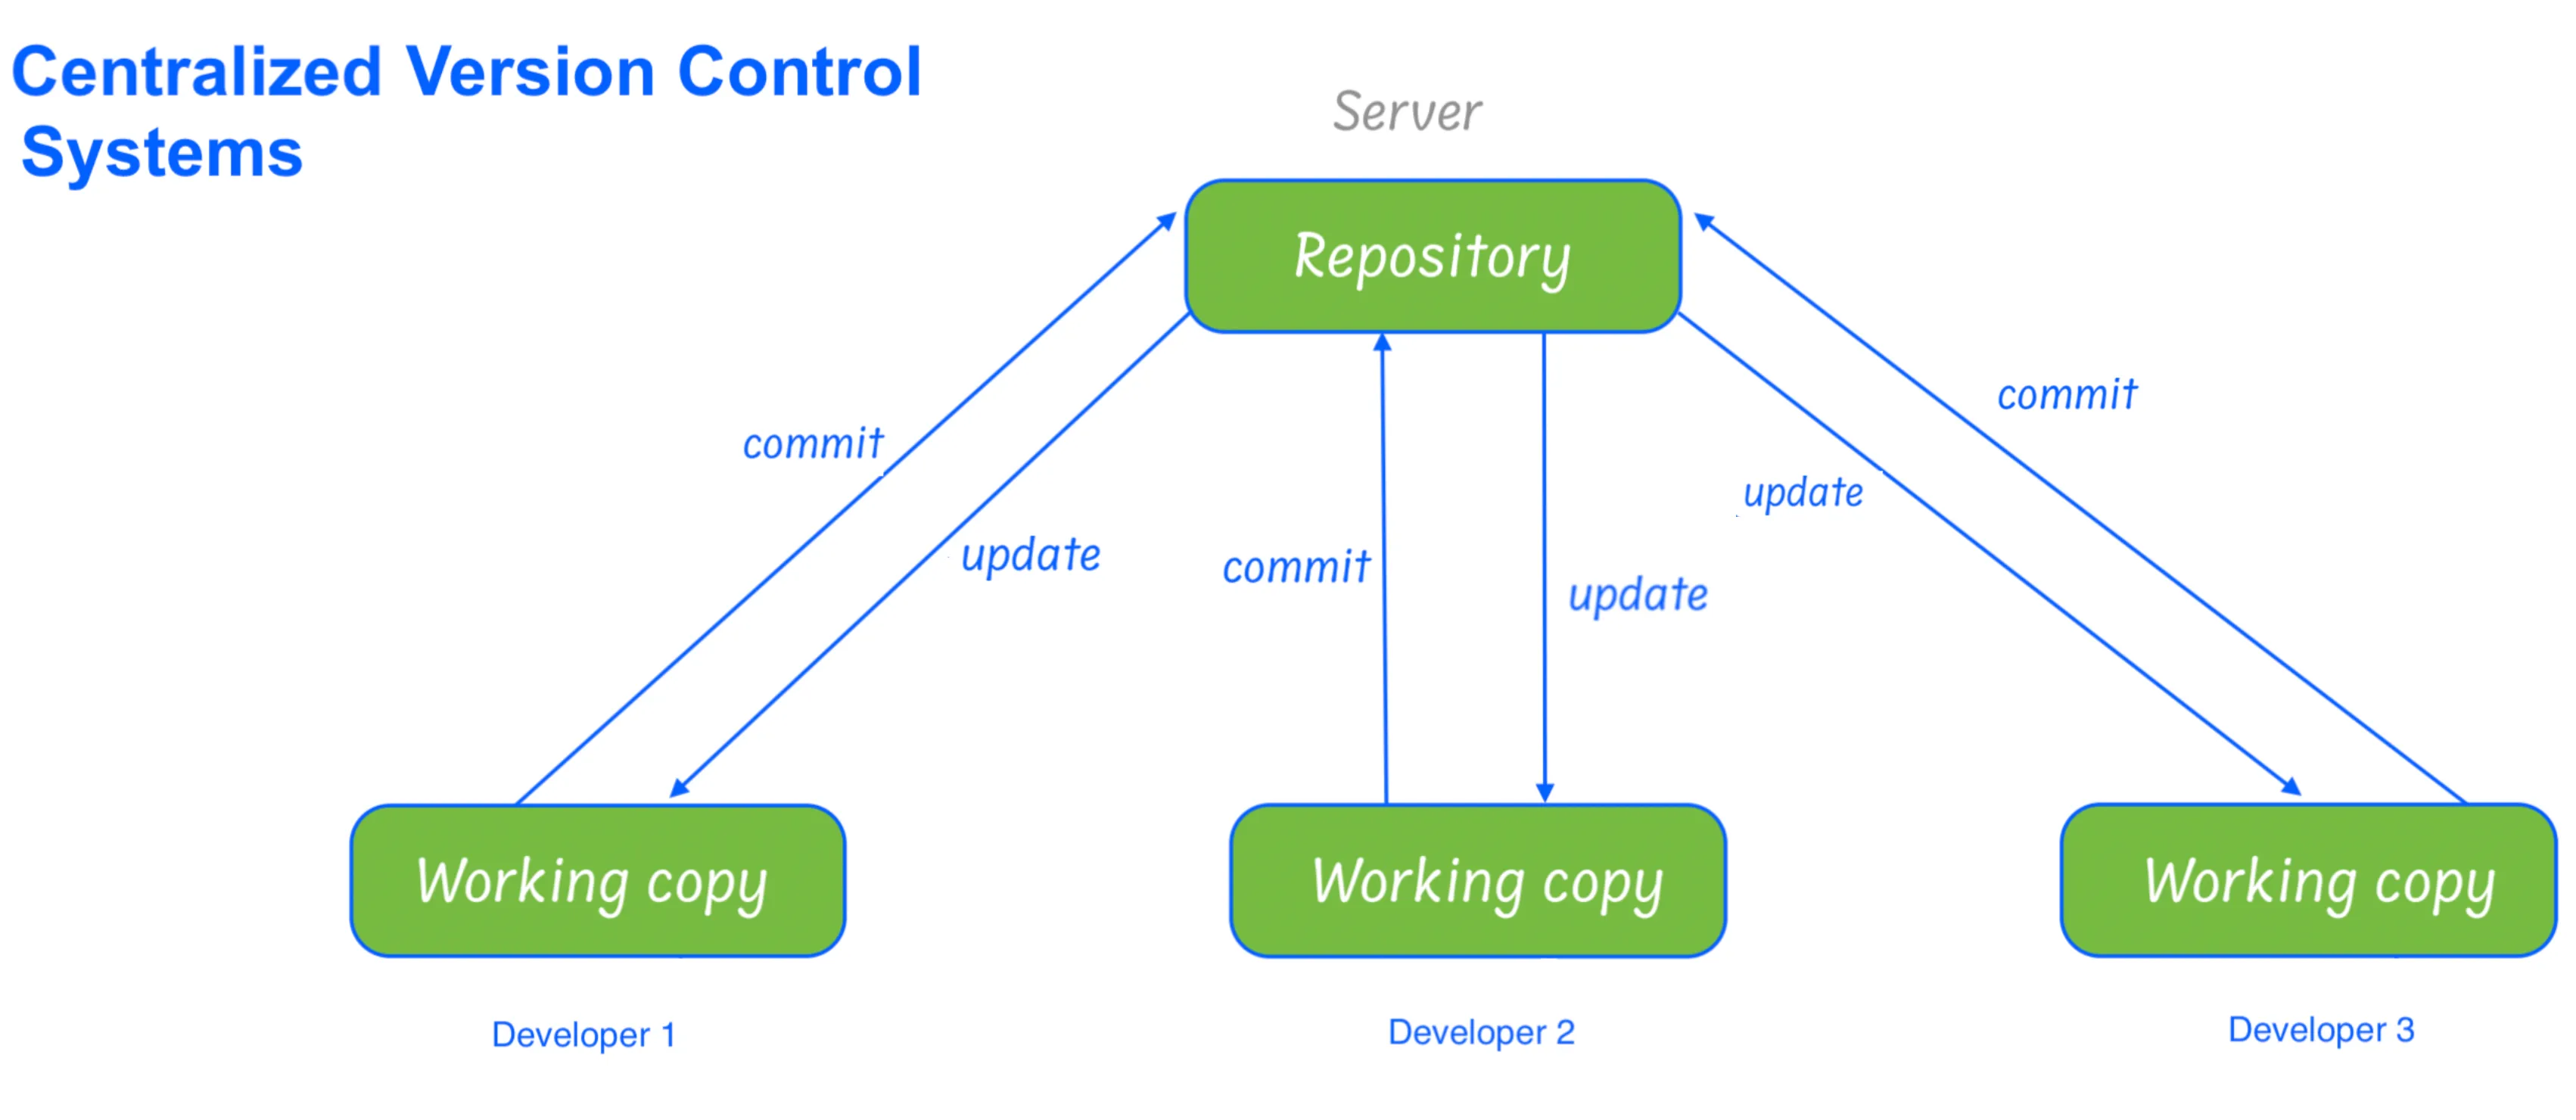 Centralized Version Control
Systems
Server
Repository
commit
commit
update
update
commit
update
Working copy
Working copy
Working copy
Developer 1
Developer 2
Developer 3